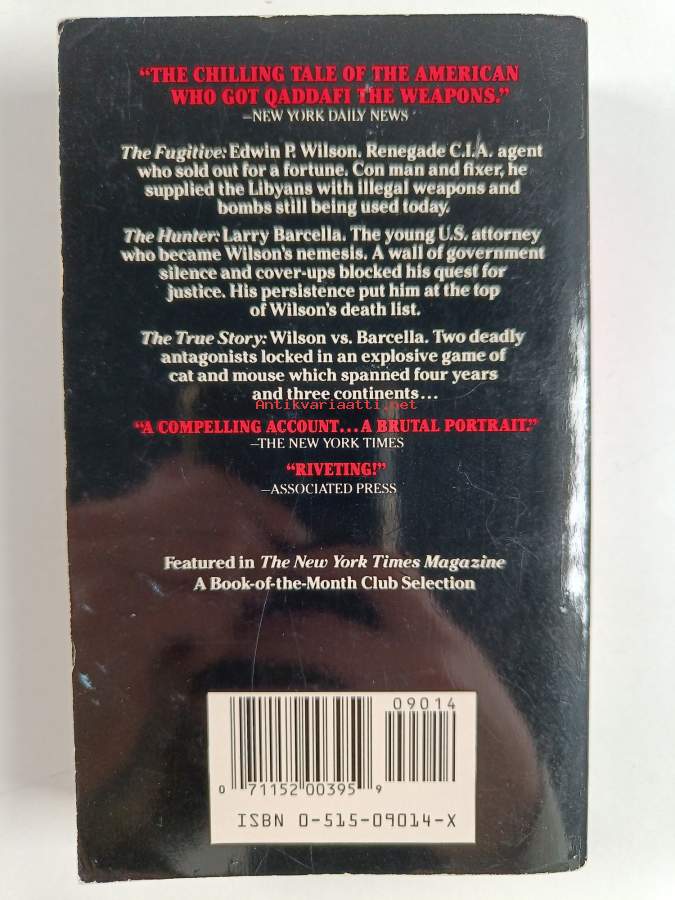 “THE CHILLING TALE OF THE AMERICAN
WHO GOT QADDAFI THE WEAPONS.”
—NEW YORK DAILY NEWS
The Fugitive: Edwin P. Wilson. Renegade C.I.A. agent
who sold out for a fortune. Con man and fixer, he
supplied the Libyans with illegal weapons and
bombs still being used today.
The Hunter: Larry Barcella. The young U.S. attorney
who became Wilson's nemesis. A wall of government
silence and cover-ups blocked his quest for
justice. His persistence put him at the top
of Wilson's death list.
The True Story: Wilson vs. Barcella. Two deadly
antagonists locked in an explosive game of
cat and mouse which spanned four years
and three continents...
Antikvariaatti.net
“A COMPELLING ACCOUNT...A BRUTAL PORTRAIT.”
—THE NEW YORK TIMES
“RIVETING!”
—ASSOCIATED PRESS
Featured in The New York Times Magazine
A Book-of-the-Month Club Selection
09014
0 71152 00395 9
ISBN 0-515-09014-X